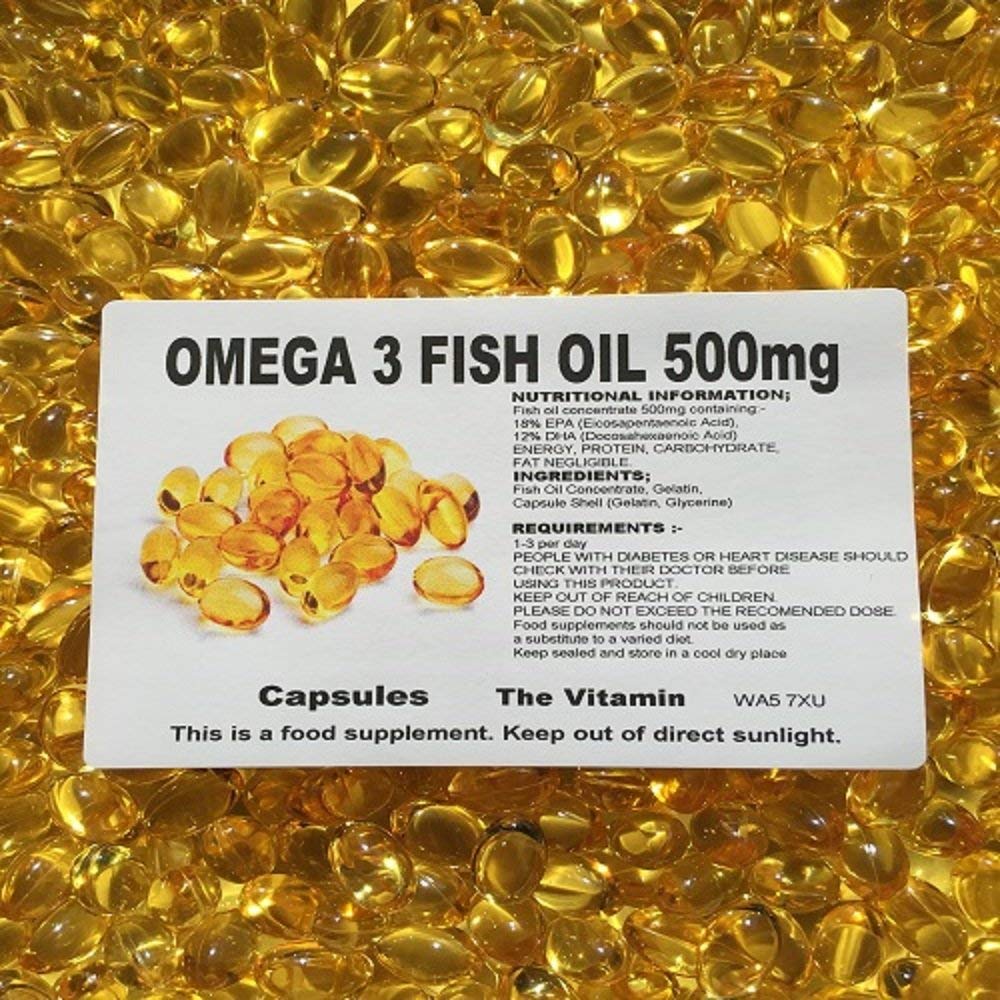 OMEGA 3 FISH OIL 500mg
NUTRITIONAL INFORMATION;
Fish oil concentrate 500mg containing:-
18% EPA (Eicosapentaenoic Acid),
12% DHA (Docosahexaenoic Acid)
ENERGY, PROTEIN, CARBOHYDRATE,
FAT NEGLIGIBLE.
INGREDIENTS;
Fish Oil Concentrate, Gelatin,
Capsule Shell (Gelatin, Glycerine)
REQUIREMENTS :-
1-3 per day
PEOPLE WITH DIABETES OR HEART DISEASE SHOULD
CHECK WITH THEIR DOCTOR BEFORE
USING THIS PRODUCT.
KEEP OUT OF REACH OF CHILDREN.
PLEASE DO NOT EXCEED THE RECOMENDED DOSE.
Food supplements should not be used as
a substitute to a varied diet.
Keep sealed and store in a cool dry place
Capsules The Vitamin WA5 7XU
This is a food supplement. Keep out of direct sunlight.